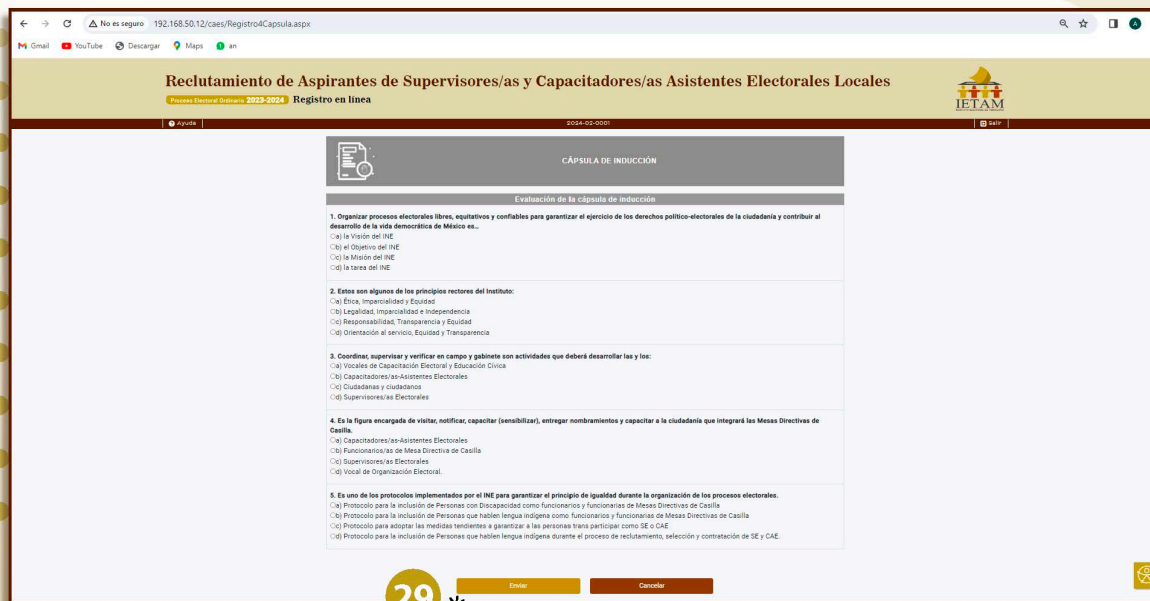 No es seguro 192.168.50.12/caes/Registro4Capsula.aspx
A
Gmail YouTube Descargar Maps an
Reclutamiento de Aspirantes de Supervisores/as y Capacitadores/as Asistentes Electorales Locales
Proceso Electoral Ordinario 2023-2024 Registro en línea
IETAM
Ayuda 2024-02-0001 Salir
CÁPSULA DE INDUCCIÓN
Evaluación de la cápsula de inducción
1. Organizar procesos electorales libres, equitativos y confiables para garantizar el ejercicio de los derechos político-electorales de la ciudadanía y contribuir al
desarrollo de la vida democrática de México es...
a) la Visión del INE
b) el Objetivo del INE
c) la Misión del INE
d) la tarea del INE
2. Estos son algunos de los principios rectores del Instituto:
a) Ética, Imparcialidad y Equidad
b) Legalidad, Imparcialidad e Independencia
c) Responsabilidad, Transparencia y Equidad
d) Orientación al servicio, Equidad y Transparencia
3. Coordinar, supervisar y verificar en campo y gabinete son actividades que deberá desarrollar las y los:
a) Vocales de Capacitación Electoral y Educación Cívica
b) Capacitadores/as-Asistentes Electorales
c) Ciudadanas y ciudadanos
d) Supervisores/as Electorales
4. Es la figura encargada de visitar, notificar, capacitar (sensibilizar), entregar nombramientos y capacitar a la ciudadanía que integrará las Mesas Directivas de
Casilla.
a) Capacitadores/as-Asistentes Electorales
b) Funcionarios/as de Mesa Directiva de Casilla
c) Supervisores/as Electorales
d) Vocal de Organización Electoral.
5. Es uno de los protocolos implementados por el INE para garantizar el principio de igualdad durante la organización de los procesos electorales.
a) Protocolo para la inclusión de Personas con Discapacidad como funcionarios y funcionarias de Mesas Directivas de Casilla
b) Protocolo para la inclusión de Personas que hablen lengua indígena como funcionarios y funcionarias de Mesas Directivas de Casilla
c) Protocolo para adoptar las medidas tendientes a garantizar a las personas trans participar como SE o CAE
d) Protocolo para la inclusión de Personas que hablen lengua indígena durante el proceso de reclutamiento, selección y contratación de SE y CAE.
29 Enviar Cancelar